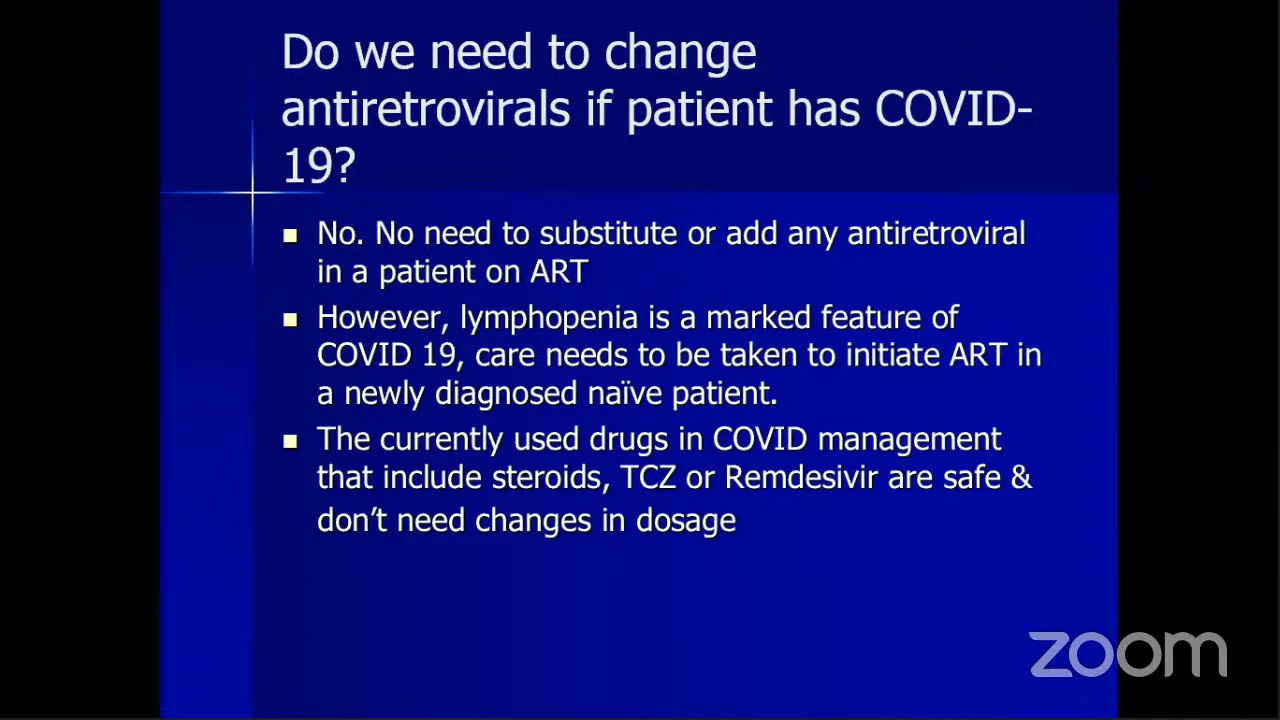 Do we need to change
antiretrovirals if patient has COVID-
19?
No. No need to substitute or add any antiretroviral
in a patient on ART
However, lymphopenia is a marked feature of
COVID 19, care needs to be taken to initiate ART in
a newly diagnosed naïve patient.
The currently used drugs in COVID management
that include steroids, TCZ or Remdesivir are safe &
don't need changes in dosage
zoom